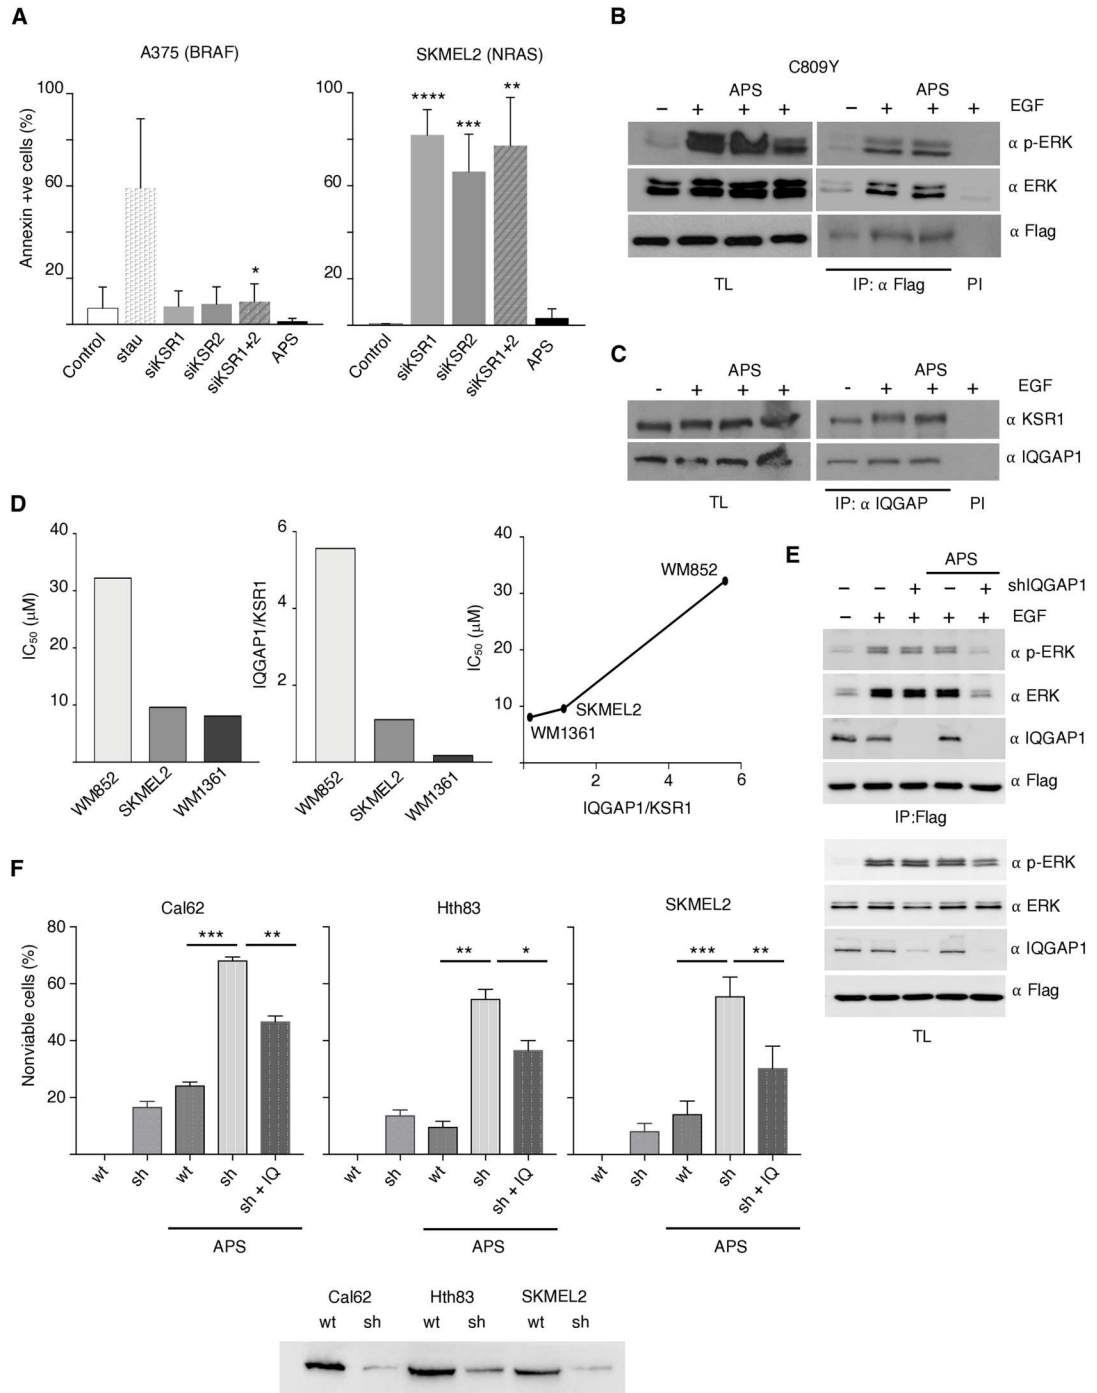 A
A375 (BRAF)
SKMEL2 (NRAS)
Annexin +ve cells (%)
100
60
20
*
Control
stau
siKSR1
siKSR2
siKSR1+2
APS
100
60
20
****
***
**
Control
siKSR1
siKSR2
siKSR1+2
APS
B
C809Y
APS
APS
– + + +
– + + +
EGF
α p-ERK
α ERK
α Flag
TL
IP: α Flag
PI
C
APS
APS
- + + +
- + + +
EGF
α KSR1
α IQGAP1
TL
IP: α IQGAP
PI
D
IC50 (μM)
40
30
20
10
WM852
SKMEL2
WM1361
IQGAP1/KSR1
6
4
2
WM852
SKMEL2
WM1361
IC50 (μM)
40
30
20
10
WM852
SKMEL2
WM1361
2 4 6
IQGAP1/KSR1
E
APS
– – + – +
shIQGAP1
– + + + +
EGF
α p-ERK
α ERK
α IQGAP1
α Flag
IP:Flag
α p-ERK
α ERK
α IQGAP1
α Flag
TL
F
Cal62
Hth83
SKMEL2
Nonviable cells (%)
80
60
40
20
*** **
** *
*** **
wt sh wt sh sh + IQ
wt sh wt sh sh + IQ
wt sh wt sh sh + IQ
APS
APS
APS
Cal62 Hth83 SKMEL2
wt sh wt sh wt sh